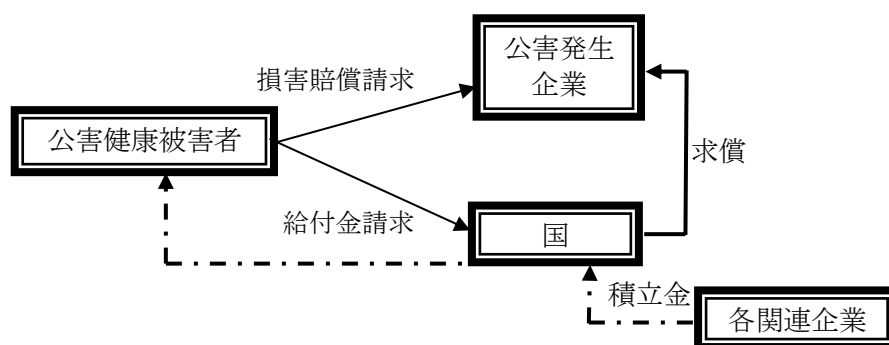 公害発生
企業
損害賠償請求
公害健康被害者
求償
給付金請求
国
積立金
各関連企業